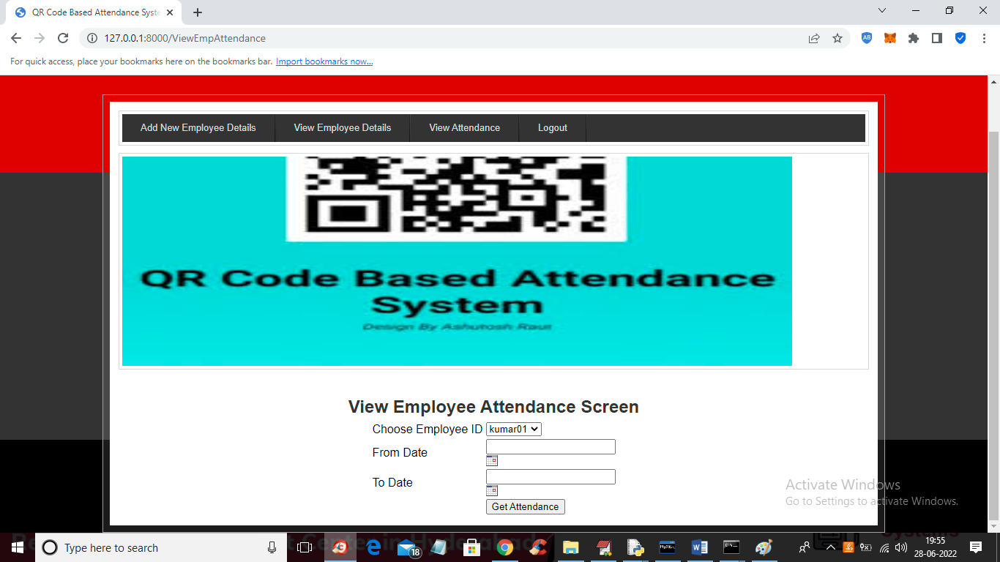 QR Code Based Attendance Syste
127.0.0.1:8000/ViewEmpAttendance
AB
For quick access, place your bookmarks here on the bookmarks bar. Import bookmarks now...
Add New Employee Details View Employee Details View Attendance Logout
QR Code Based Attendance
System
Design By Ashutosh Raut
View Employee Attendance Screen
Choose Employee ID kumar01
From Date
To Date
Get Attendance
Activate Windows
Go to Settings to activate Windows.
Type here to search
18
19:55
28-06-2022